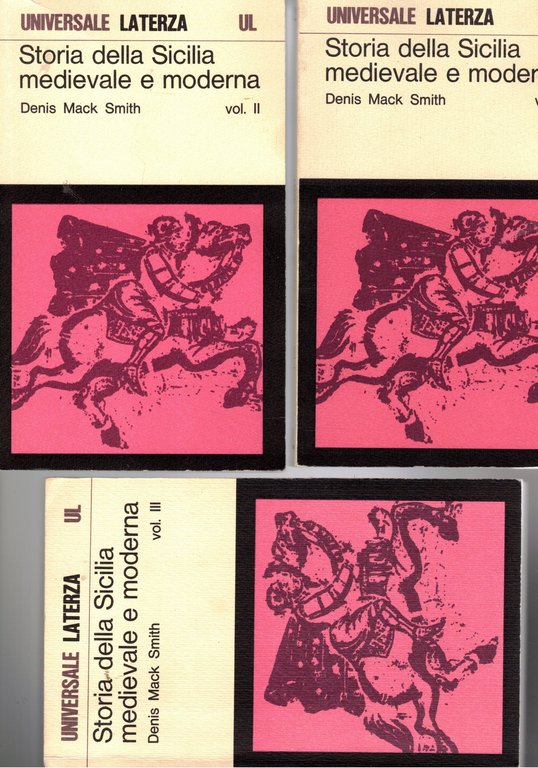 UNIVERSALE LATERZA UL
Storia della Sicilia
medievale e moderna
Denis Mack Smith vol. II
UNIVERSALE LATERZA
Storia della Sicilia
medievale e moder
Denis Mack Smith v
UNIVERSALE LATERZA UL
Storia della Sicilia
medievale e moderna
Denis Mack Smith vol. III